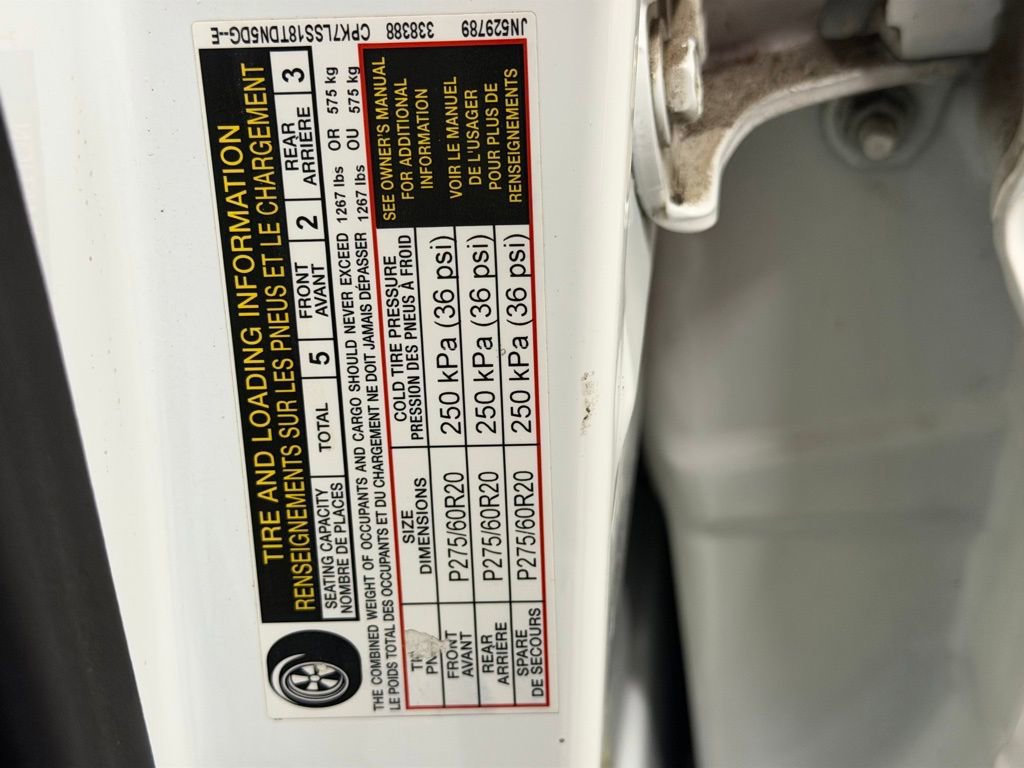 TIRE AND LOADING INFORMATION
RENSEIGNEMENTS SUR LES PNEUS ET LE CHARGEMENT
SEATING CAPACITY
NOMBRE DE PLACES
TOTAL 5
FRONT
AVANT
2
REAR
ARRIÈRE
3
THE COMBINED WEIGHT OF OCCUPANTS AND CARGO SHOULD NEVER EXCEED 1267 lbs OR 575 kg
LE POIDS TOTAL DES OCCUPANTS ET DU CHARGEMENT NE DOIT JAMAIS DÉPASSER 1267 lbs OU 575 kg
SIZE
DIMENSIONS
COLD TIRE PRESSURE
PRESSION DES PNEUS À FROID
FRONT
AVANT
P275/60R20 250 kPa (36 psi)
REAR
ARRIERE
P275/60R20 250 kPa (36 psi)
SPARE
DE SECOURS
P275/60R20 250 kPa (36 psi)
SEE OWNER'S MANUAL
FOR ADDITIONAL
INFORMATION
VOIR LE MANUEL
DE L'USAGER
POUR PLUS DE
RENSEIGNEMENTS
CPK7LSS18TDN5DG--E
338388
JN529789